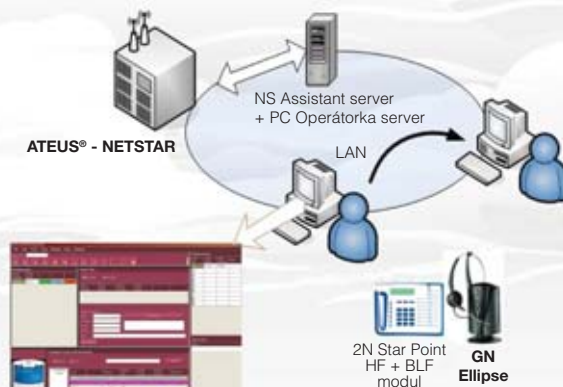 NS Assistant server
+ PC Operátorka server
ATEUS® - NETSTAR
LAN
2N Star Point
HF + BLF
modul
GN
Ellipse